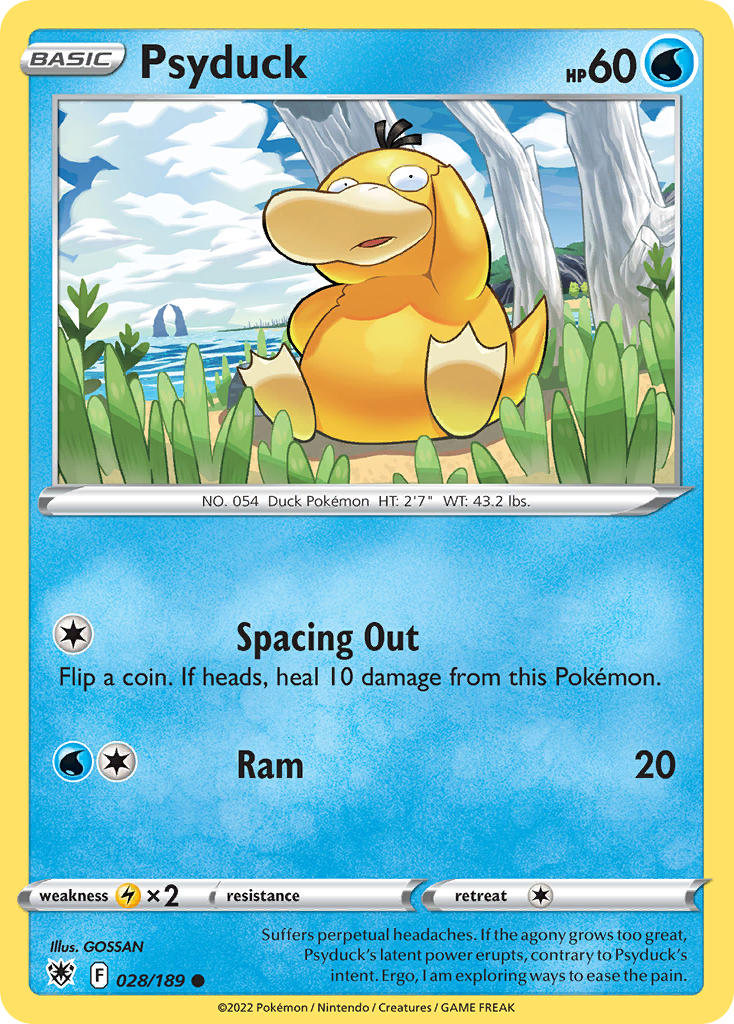 BASIC Psyduck HP60
NO. 054 Duck Pokémon HT: 2'7" WT: 43.2 lbs.
Spacing Out
Flip a coin. If heads, heal 10 damage from this Pokémon.
Ram 20
weakness ×2 resistance retreat
Illus. GOSSAN
F 028/189
Suffers perpetual headaches. If the agony grows too great,
Psyduck's latent power erupts, contrary to Psyduck's
intent. Ergo, I am exploring ways to ease the pain.
©2022 Pokémon / Nintendo / Creatures / GAME FREAK